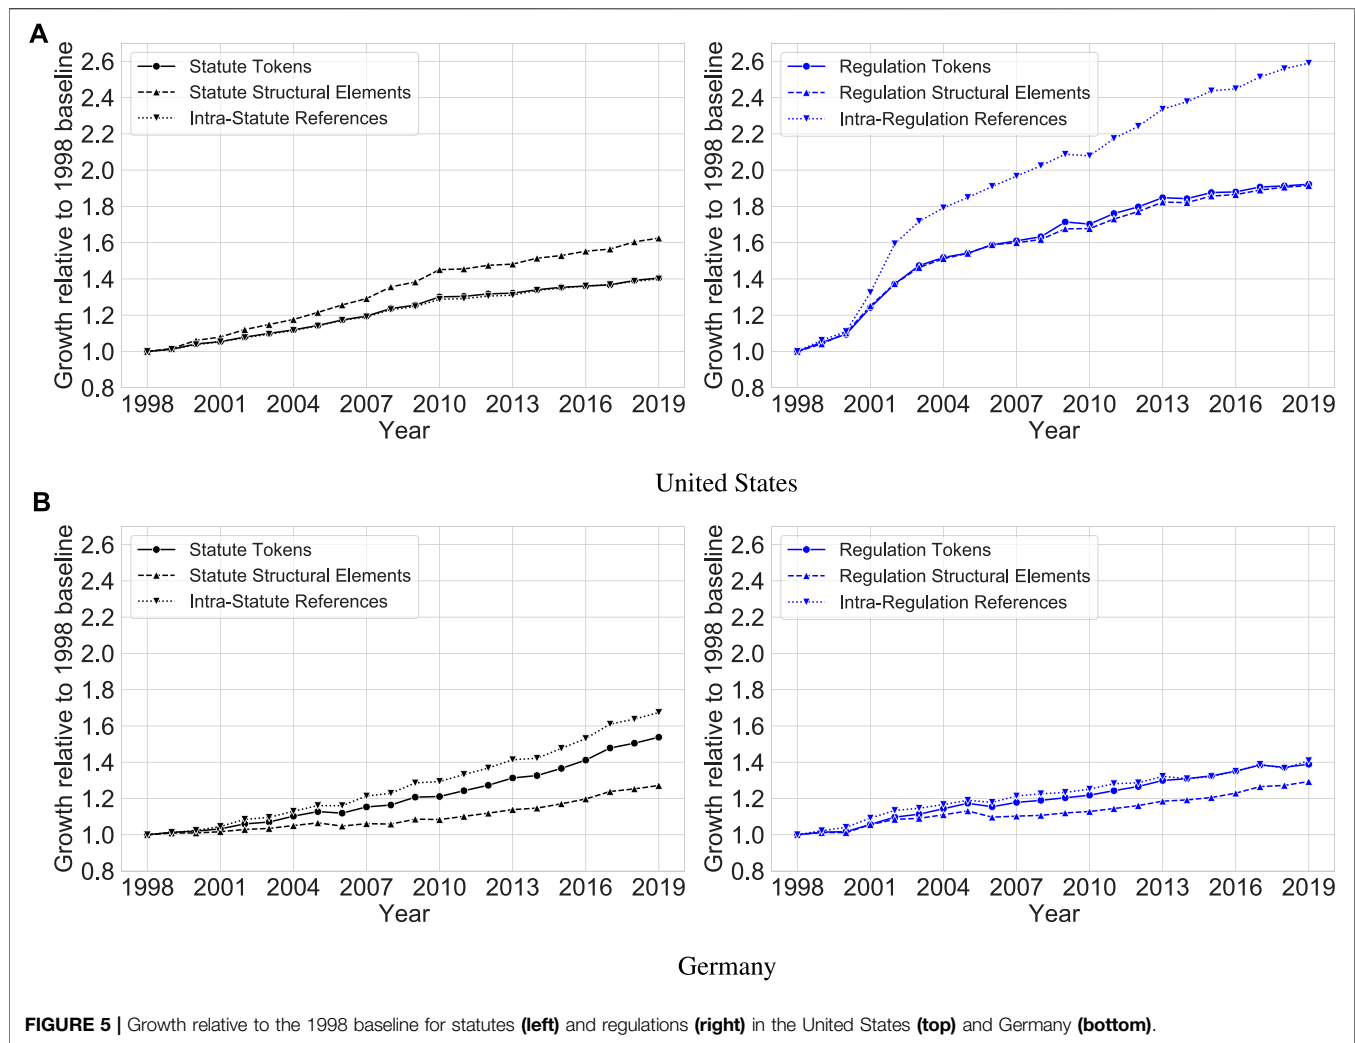 A
Growth relative to 1998 baseline
2.6
2.4
2.2
2.0
1.8
1.6
1.4
1.2
1.0
0.8
Statute Tokens
Statute Structural Elements
Intra-Statute References
1998 2001 2004 2007 2010 2013 2016 2019
Year
Growth relative to 1998 baseline
2.6
2.4
2.2
2.0
1.8
1.6
1.4
1.2
1.0
0.8
Regulation Tokens
Regulation Structural Elements
Intra-Regulation References
1998 2001 2004 2007 2010 2013 2016 2019
Year
United States
B
Growth relative to 1998 baseline
2.6
2.4
2.2
2.0
1.8
1.6
1.4
1.2
1.0
0.8
Statute Tokens
Statute Structural Elements
Intra-Statute References
1998 2001 2004 2007 2010 2013 2016 2019
Year
Growth relative to 1998 baseline
2.6
2.4
2.2
2.0
1.8
1.6
1.4
1.2
1.0
0.8
Regulation Tokens
Regulation Structural Elements
Intra-Regulation References
1998 2001 2004 2007 2010 2013 2016 2019
Year
Germany
FIGURE 5 | Growth relative to the 1998 baseline for statutes (left) and regulations (right) in the United States (top) and Germany (bottom).